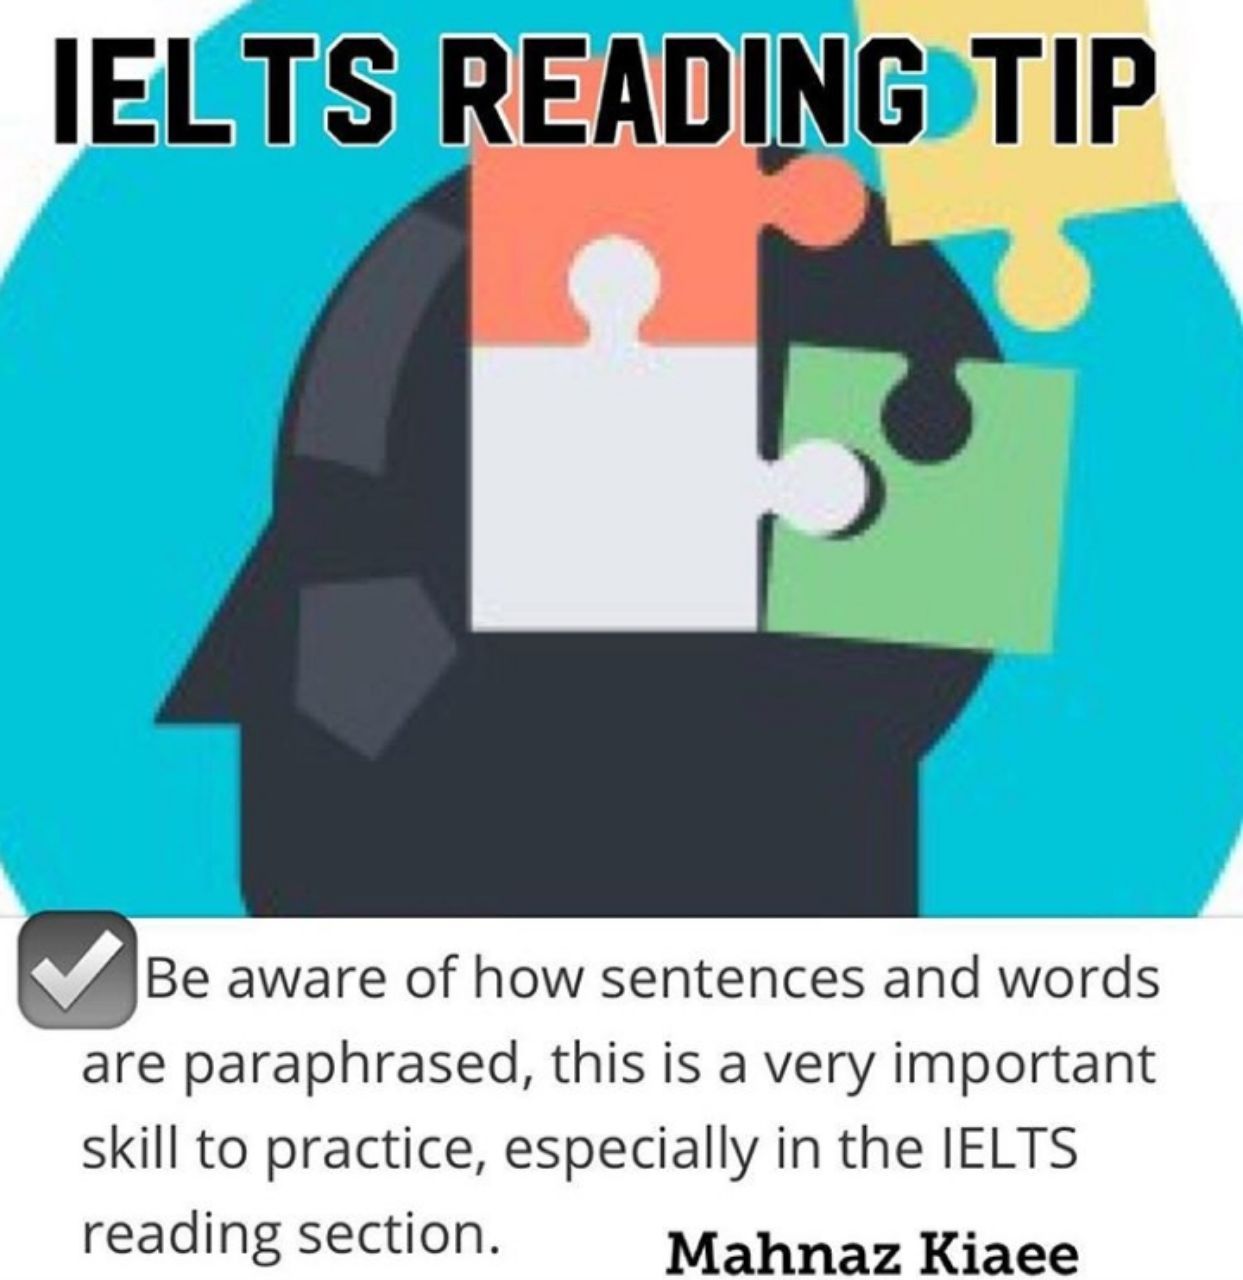 IELTS READING TIP
Be aware of how sentences and words
are paraphrased, this is a very important
skill to practice, especially in the IELTS
reading section.
Mahnaz Kiaee